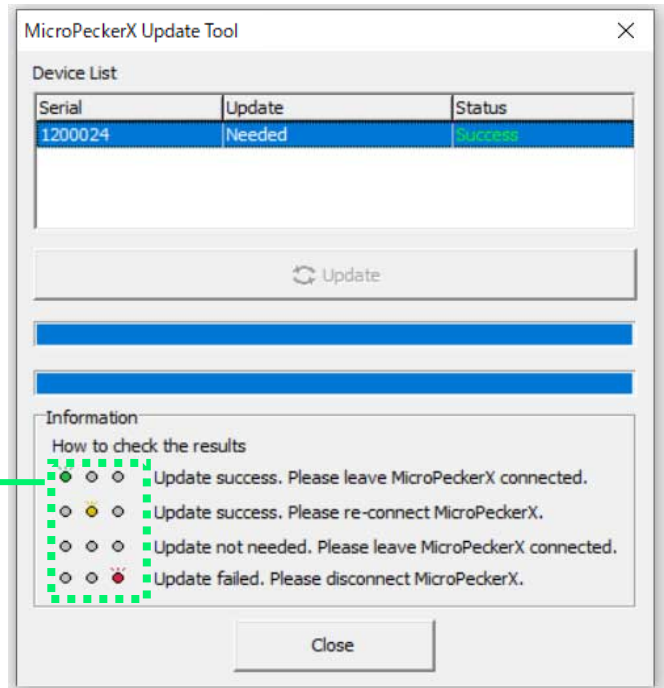 MicroPeckerX Update Tool
Device List
Serial Update Status
1200024 Needed Success
Update
Information
How to check the results
Update success. Please leave MicroPeckerX connected.
Update success. Please re-connect MicroPeckerX.
Update not needed. Please leave MicroPeckerX connected.
Update failed. Please disconnect MicroPeckerX.
Close